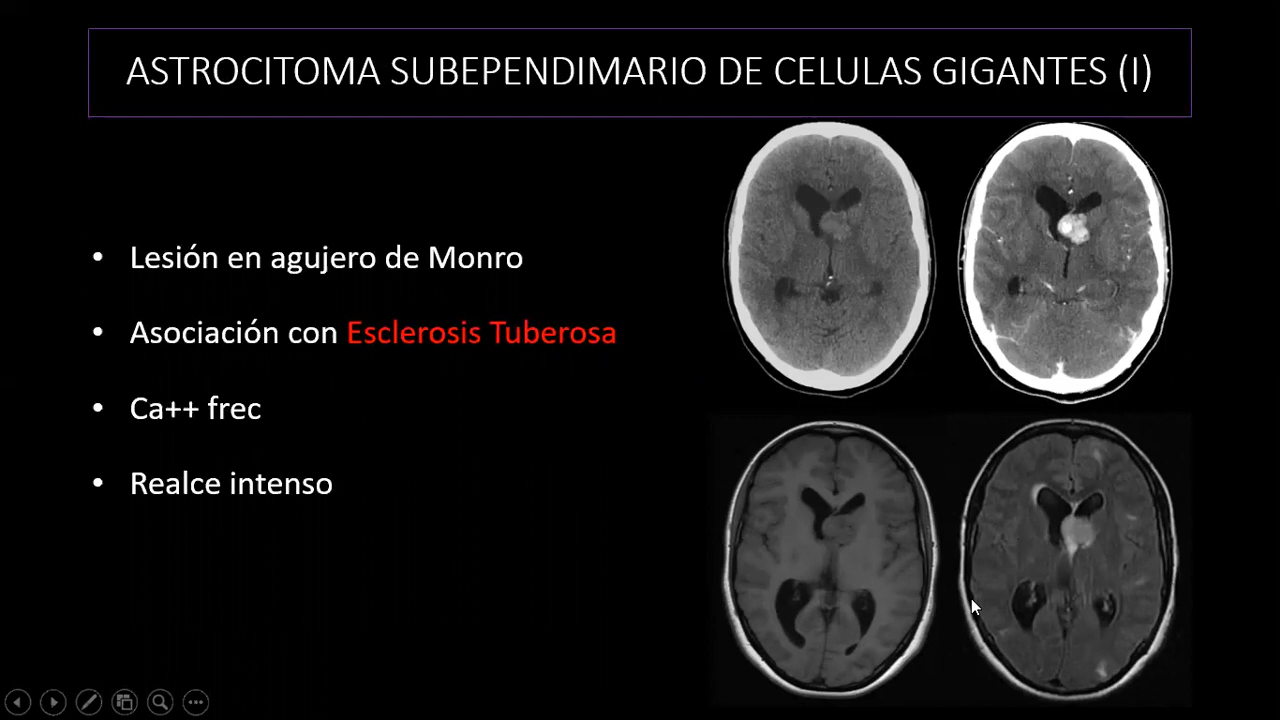 ASTROCITOMA SUBEPENDIMARIO DE CELULAS GIGANTES (I)
• Lesión en agujero de Monro
• Asociación con Esclerosis Tuberosa
• Ca++ frec
• Realce intenso